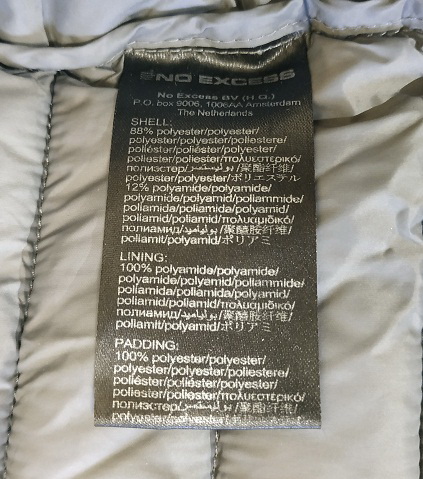 NO EXCESS
No Excess BV (H Q.)
P.O. box 9006, 1006AA Amsterdam
The Netherlands
SHELL:
88% polyester/polyester/
polyester/polyester/poliestere/
poliéster/poliéster/poliester/
polyester/poliester/πολυεστερικό/
полиэстер/بوليستر/聚酯纤维/
polyester/polyester/ポリエステル
12% polyamide/polyamide/
polyamide/polyamid/poliammide/
poliamida/poliamida/polyamid/
poliamid/poliamid/πολυαμιδικό/
полиамид/بولياميد/聚醯胺纤维/
poliamit/polyamid/ポリアミ
LINING:
100% polyamide/polyamide/
polyamide/polyamid/poliammide/
poliamida/poliamida/polyamid/
poliamid/poliamid/πολυαμιδικό/
полиамид/بولياميد/聚醯胺纤维/
poliamit/polyamid/ポリアミ
PADDING:
100% polyester/polyester/
polyester/polyester/poliestere/
poliéster/poliéster/poliester/
polyester/poliester/πολυεστερικό/
полиэстер/بوليستر/聚酯纤维/
polyester/polyester/